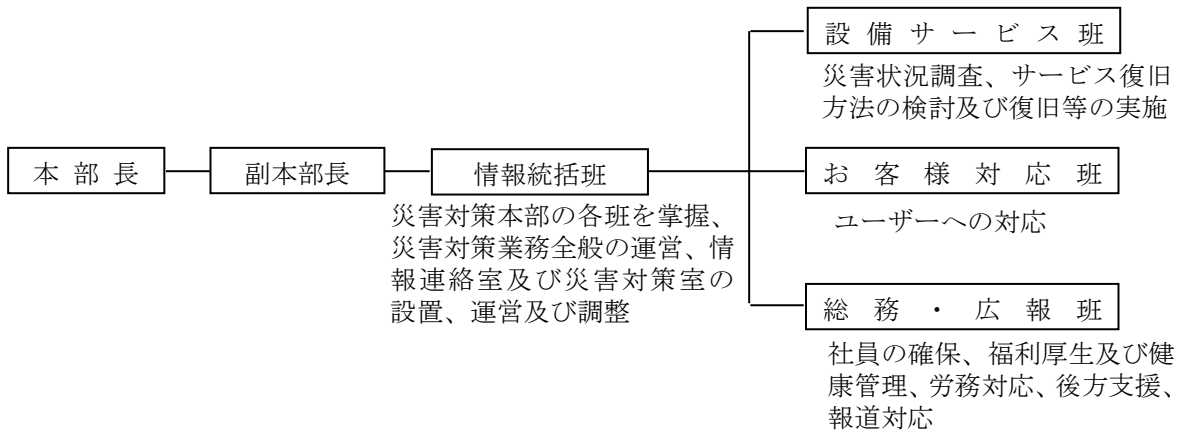 設備サービス班
災害状況調査、サービス復旧
方法の検討及び復旧等の実施
本部長
副本部長
情報統括班
災害対策本部の各班を掌握、
災害対策業務全般の運営、情
報連絡室及び災害対策室の
設置、運営及び調整
お客様対応班
ユーザーへの対応
総務・広報班
社員の確保、福利厚生及び健
康管理、労務対応、後方支援、
報道対応